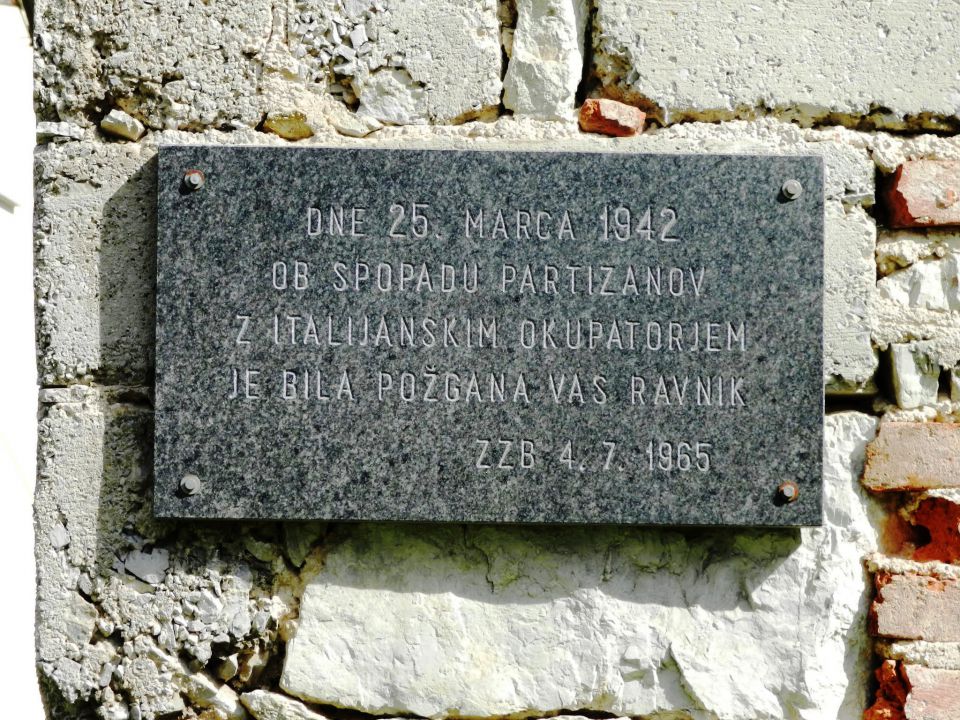 DNE 25. MARCA 1942
OB SPOPADU PARTIZANOV
Z ITALIJANSKIM OKUPATORJEM
JE BILA POŽGANA VAS RAVNIK
ZZB 4. 7. 1965